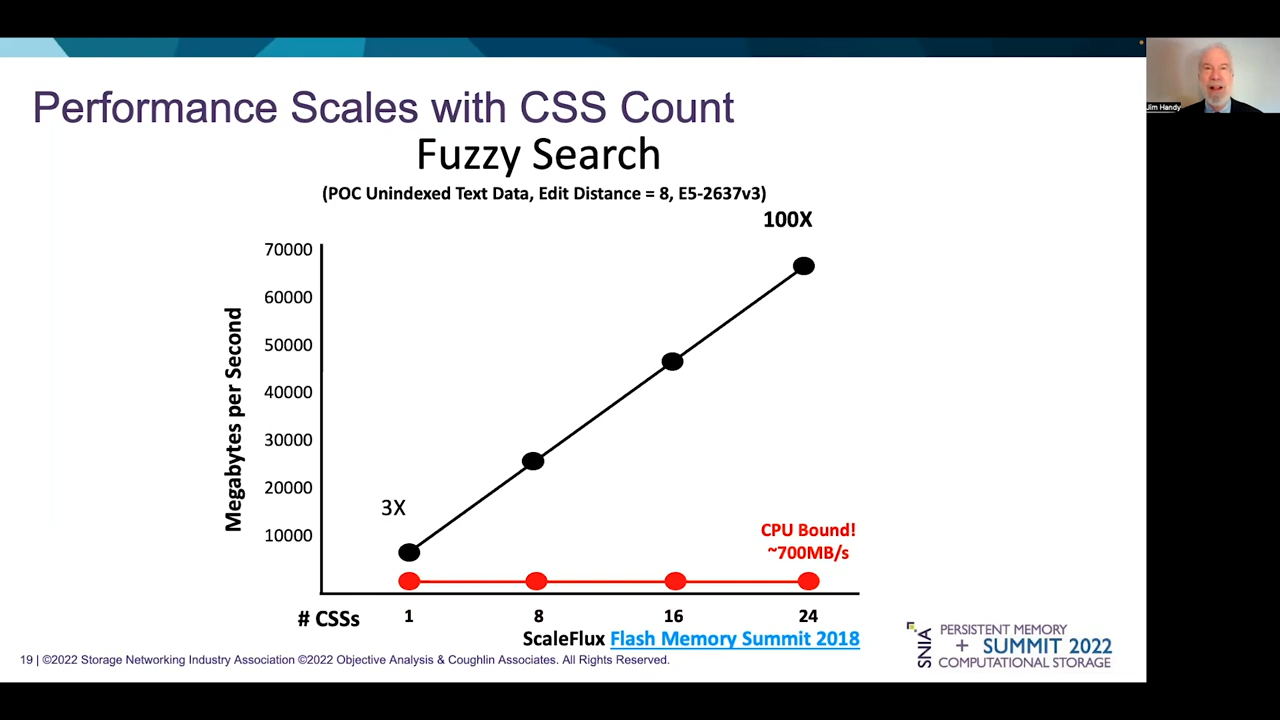 Performance Scales with CSS Count
Fuzzy Search
(POC Unindexed Text Data, Edit Distance = 8, E5-2637v3)
100X
70000
60000
50000
40000
30000
20000
10000
Megabytes per Second
3X
CPU Bound!
~700MB/s
# CSSs
1
8
16
24
ScaleFlux Flash Memory Summit 2018
19 | ©2022 Storage Networking Industry Association ©2022 Objective Analysis & Coughlin Associates. All Rights Reserved.
SNIA
PERSISTENT MEMORY
+ SUMMIT 2022
COMPUTATIONAL STORAGE
Jim Handy